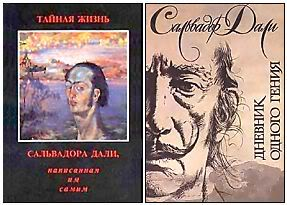 ТАЙНАЯ ЖИЗНЬ
САЛЬВАДОРА ДАЛИ,
написанная
им
самим
Сальвадор Дали
ДНЕВНИК
ОДНОГО ГЕНИЯ